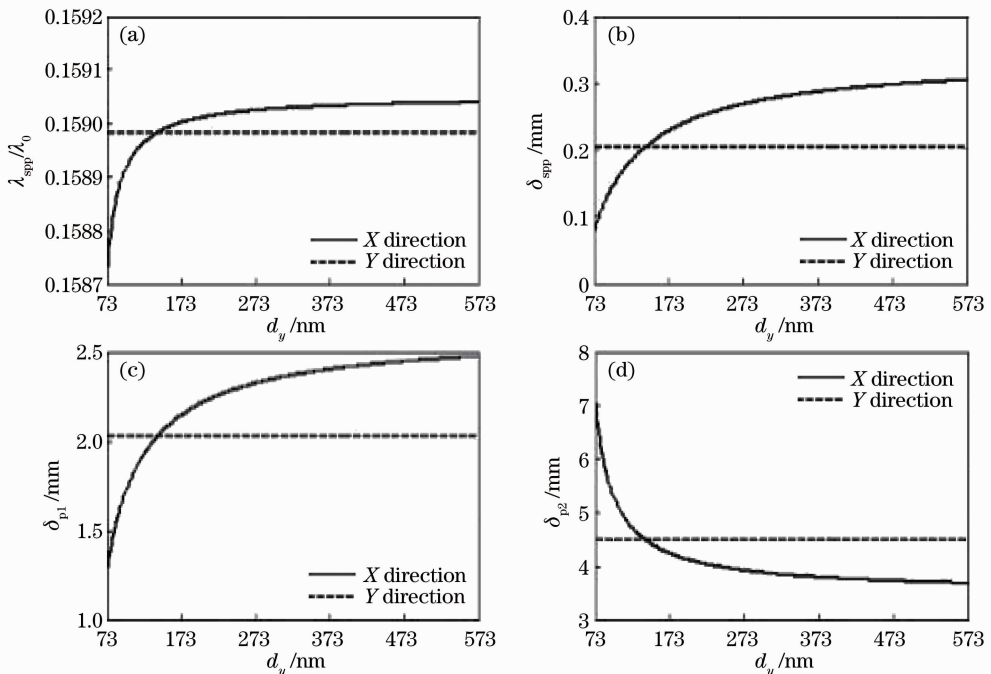 (a)
0.1592
0.1591
0.1590
0.1589
0.1588
0.1587
λspp/λ0
X direction
Y direction
73 173 273 373 473 573
dy /nm
(b)
0.4
0.3
0.2
0.1
0
δspp /mm
X direction
Y direction
73 173 273 373 473 573
dy /nm
(c)
2.5
2.0
1.5
1.0
δp1 /mm
X direction
Y direction
73 173 273 373 473 573
dy /nm
(d)
8
7
6
5
4
3
δp2 /mm
X direction
Y direction
73 173 273 373 473 573
dy /nm